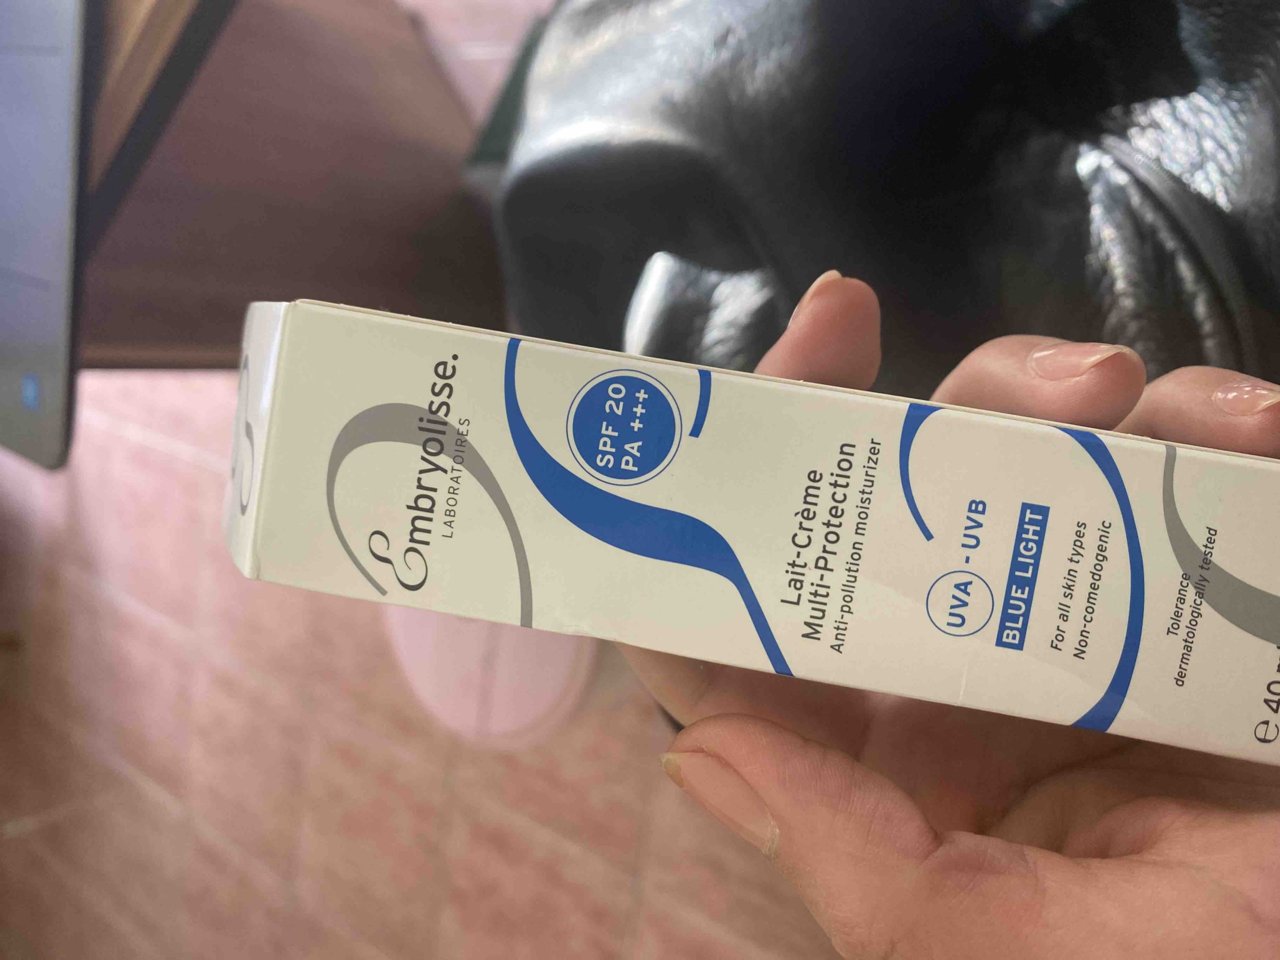 Embryolisse.
LABORATOIRES
SPF 20
PA +++
Lait-Crème
Multi-Protection
Anti-pollution moisturizer
UVA - UVB
BLUE LIGHT
For all skin types
Non-comedogenic
Tolerance
dermatologically tested
e 40